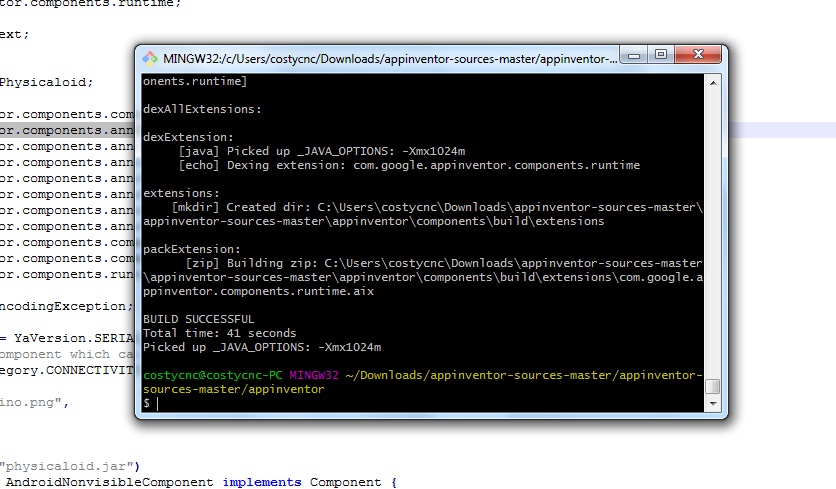 tor.components.runtime;
ext;
Physicaloid;
or.components.com
or.components.ann
or.components.ann
or.components.ann
or.components.ann
or.components.ann
or.components.ann
or.components.ann
or.components.com
or.components.com
or.components.run
ncodingException;
= YaVersion.SERIA
omponent which ca
egory.CONNECTIVIT
ino.png",
"physicaloid.jar")
AndroidNonvisibleComponent implements Component {
MINGW32:/c/Users/costycnc/Downloads/appinventor-sources-master/appinventor-...
onents.runtime]
dexAllExtensions:
dexExtension:
[java] Picked up _JAVA_OPTIONS: -Xmx1024m
[echo] Dexing extension: com.google.appinventor.components.runtime
extensions:
[mkdir] Created dir: C:\Users\costycnc\Downloads\appinventor-sources-master\
appinventor-sources-master\appinventor\components\build\extensions
packExtension:
[zip] Building zip: C:\Users\costycnc\Downloads\appinventor-sources-master
\appinventor-sources-master\appinventor\components\build\extensions\com.google.a
ppinventor.components.runtime.aix
BUILD SUCCESSFUL
Total time: 41 seconds
Picked up _JAVA_OPTIONS: -Xmx1024m
costycnc@costycnc-PC MINGW32 ~/Downloads/appinventor-sources-master/appinventor-
sources-master/appinventor
$